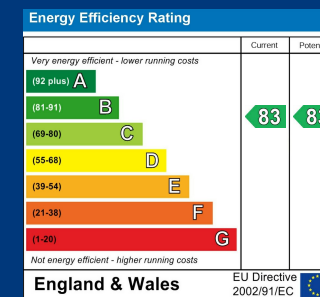 Energy Efficiency Rating
Current
Very energy efficient - lower running costs
(92 plus) A
(81-91) B
83
(69-80) C
(55-68) D
(39-54) E
(21-38) F
(1-20) G
Not energy efficient - higher running costs
England & Wales
EU Directive
2002/91/EC